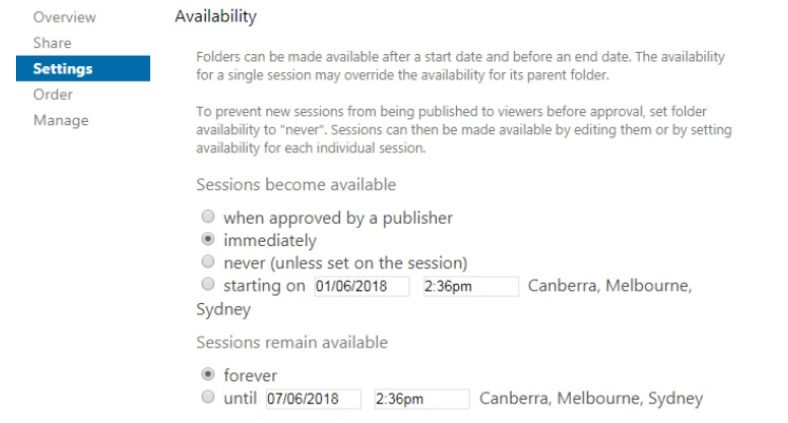 Overview
Share
Settings
Order
Manage
Availability
Folders can be made available after a start date and before an end date. The availability
for a single session may override the availability for its parent folder.
To prevent new sessions from being published to viewers before approval, set folder
availability to "never". Sessions can then be made available by editing them or by setting
availability for each individual session.
Sessions become available
when approved by a publisher
immediately
never (unless set on the session)
starting on 01/06/2018 2:36pm Canberra, Melbourne,
Sydney
Sessions remain available
forever
until 07/06/2018 2:36pm Canberra, Melbourne, Sydney